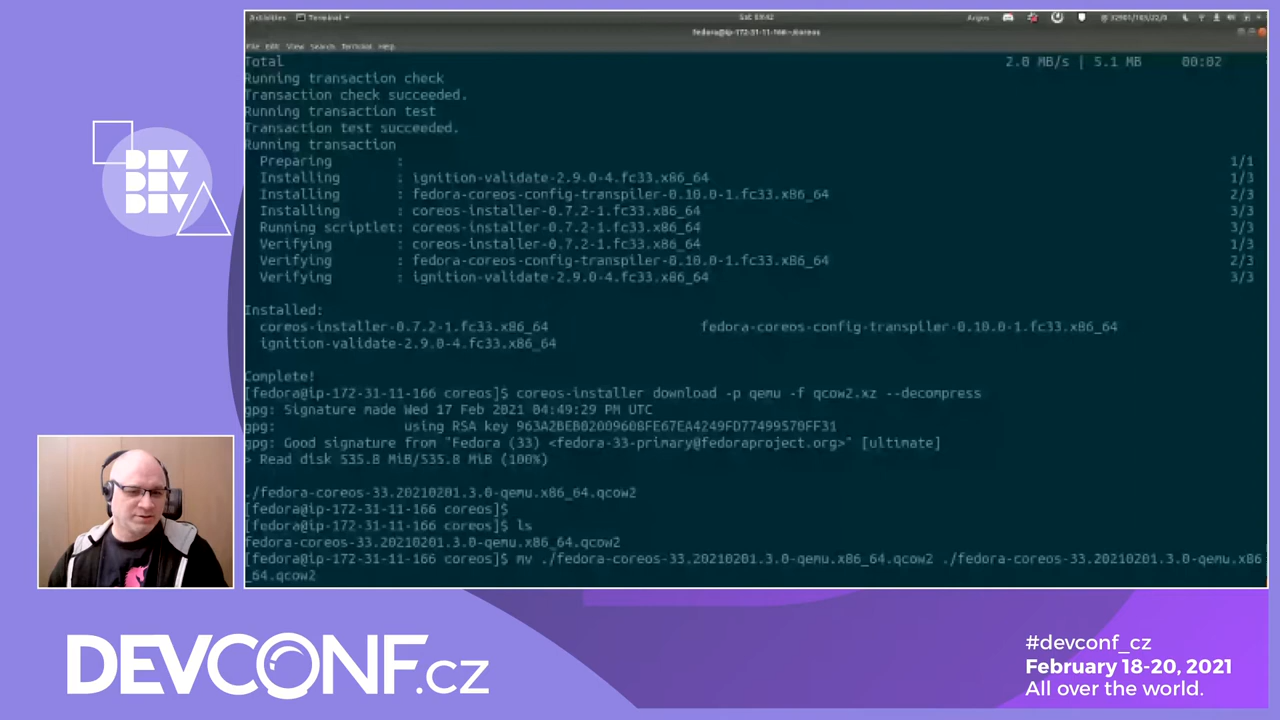 Activities Terminal
Sat 09:42
Argos
fedora@ip-172-31-11-166:~/coreos
File Edit View Search Terminal Help
Total 2.0 MB/s | 5.1 MB 00:02
Running transaction check
Transaction check succeeded.
Running transaction test
Transaction test succeeded.
Running transaction
Preparing : 1/1
Installing : ignition-validate-2.9.0-4.fc33.x86_64 1/3
Installing : fedora-coreos-config-transpiler-0.10.0-1.fc33.x86_64 2/3
Installing : coreos-installer-0.7.2-1.fc33.x86_64 3/3
Running scriptlet: coreos-installer-0.7.2-1.fc33.x86_64 3/3
Verifying : coreos-installer-0.7.2-1.fc33.x86_64 1/3
Verifying : fedora-coreos-config-transpiler-0.10.0-1.fc33.x86_64 2/3
Verifying : ignition-validate-2.9.0-4.fc33.x86_64 3/3
Installed:
coreos-installer-0.7.2-1.fc33.x86_64 fedora-coreos-config-transpiler-0.10.0-1.fc33.x86_64
ignition-validate-2.9.0-4.fc33.x86_64
Complete!
[fedora@ip-172-31-11-166 coreos]$ coreos-installer download -p qemu -f qcow2.xz --decompress
gpg: Signature made Wed 17 Feb 2021 04:49:29 PM UTC
gpg: using RSA key 963A2BEB02009608FE67EA4249FD77499570FF31
gpg: Good signature from "Fedora (33) <fedora-33-primary@fedoraproject.org>" [ultimate]
> Read disk 535.8 MiB/535.8 MiB (100%)
./fedora-coreos-33.20210201.3.0-qemu.x86_64.qcow2
[fedora@ip-172-31-11-166 coreos]$
[fedora@ip-172-31-11-166 coreos]$ ls
fedora-coreos-33.20210201.3.0-qemu.x86_64.qcow2
[fedora@ip-172-31-11-166 coreos]$ mv ./fedora-coreos-33.20210201.3.0-qemu.x86_64.qcow2 ./fedora-coreos-33.20210201.3.0-qemu.x86
_64.qcow2
DEV
DEV
DEV
DEVCONF.cz
#devconf_cz
February 18-20, 2021
All over the world.